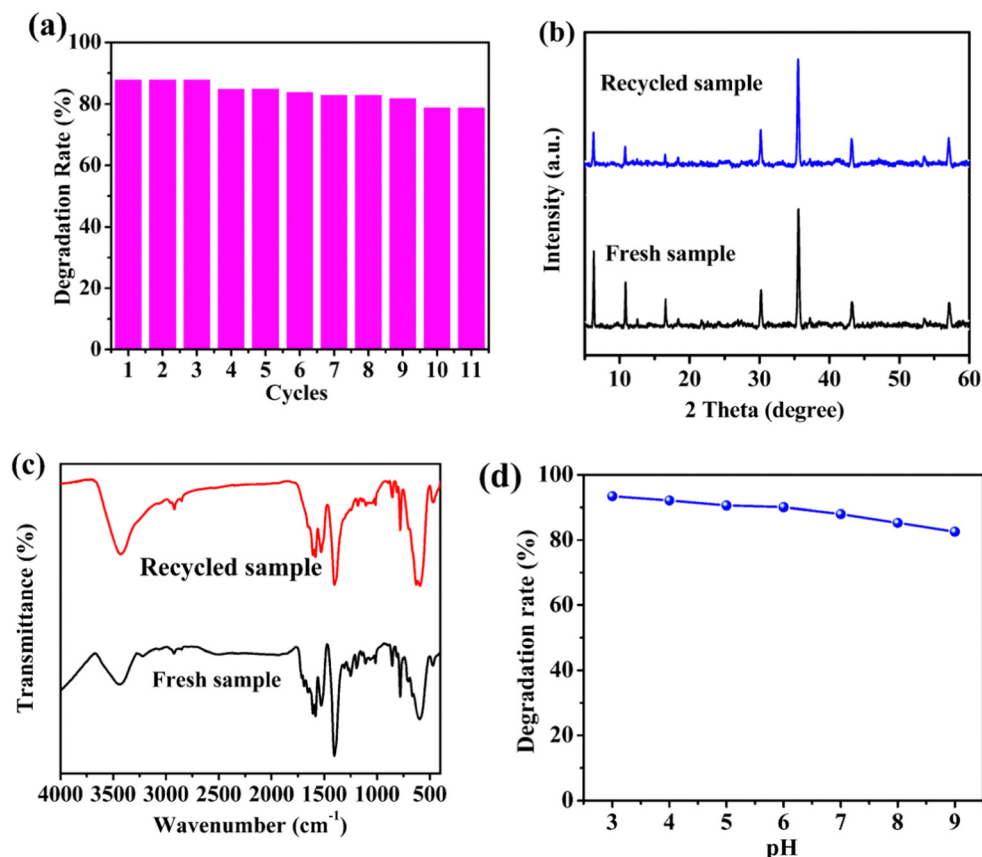 (a)
100
80
60
40
20
0
Degradation Rate (%)
1 2 3 4 5 6 7 8 9 10 11
Cycles
(b)
Recycled sample
Fresh sample
Intensity (a.u.)
10 20 30 40 50 60
2 Theta (degree)
(c)
Recycled sample
Fresh sample
Transmittance (%)
4000 3500 3000 2500 2000 1500 1000 500
Wavenumber (cm⁻¹)
(d)
100
80
60
40
20
0
Degradation rate (%)
3 4 5 6 7 8 9
pH